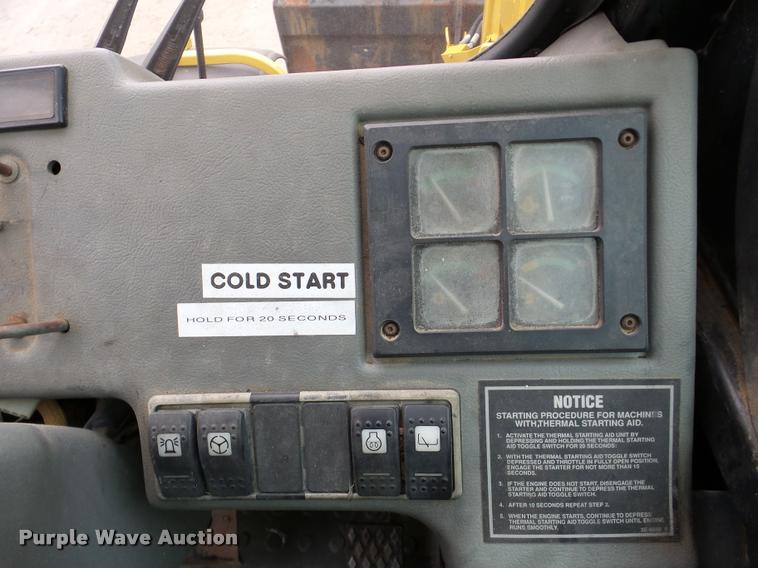 COLD START
HOLD FOR 20 SECONDS
NOTICE
STARTING PROCEDURE FOR MACHINES
WITH THERMAL STARTING AID.
1. ACTIVATE THE THERMAL STARTING AID UNIT BY
DEPRESSING AND HOLDING THE THERMAL STARTING
AID TOGGLE SWITCH FOR 20 SECONDS.
2. WITH THE THERMAL STARTING AID TOGGLE SWITCH
DEPRESSED AND THROTTLE IN FULLY OPEN POSITION,
ENGAGE THE STARTER FOR NOT MORE THAN 15
SECONDS.
3. IF THE ENGINE DOES NOT START, DISENGAGE THE
STARTER AND CONTINUE TO DEPRESS THE THERMAL
STARTING AID TOGGLE SWITCH.
4. AFTER 10 SECONDS REPEAT STEP 2.
5. WHEN THE ENGINE STARTS, CONTINUE TO DEPRESS
THERMAL STARTING AID TOGGLE SWITCH UNTIL ENGINE
RUNS SMOOTHLY.
Purple Wave Auction